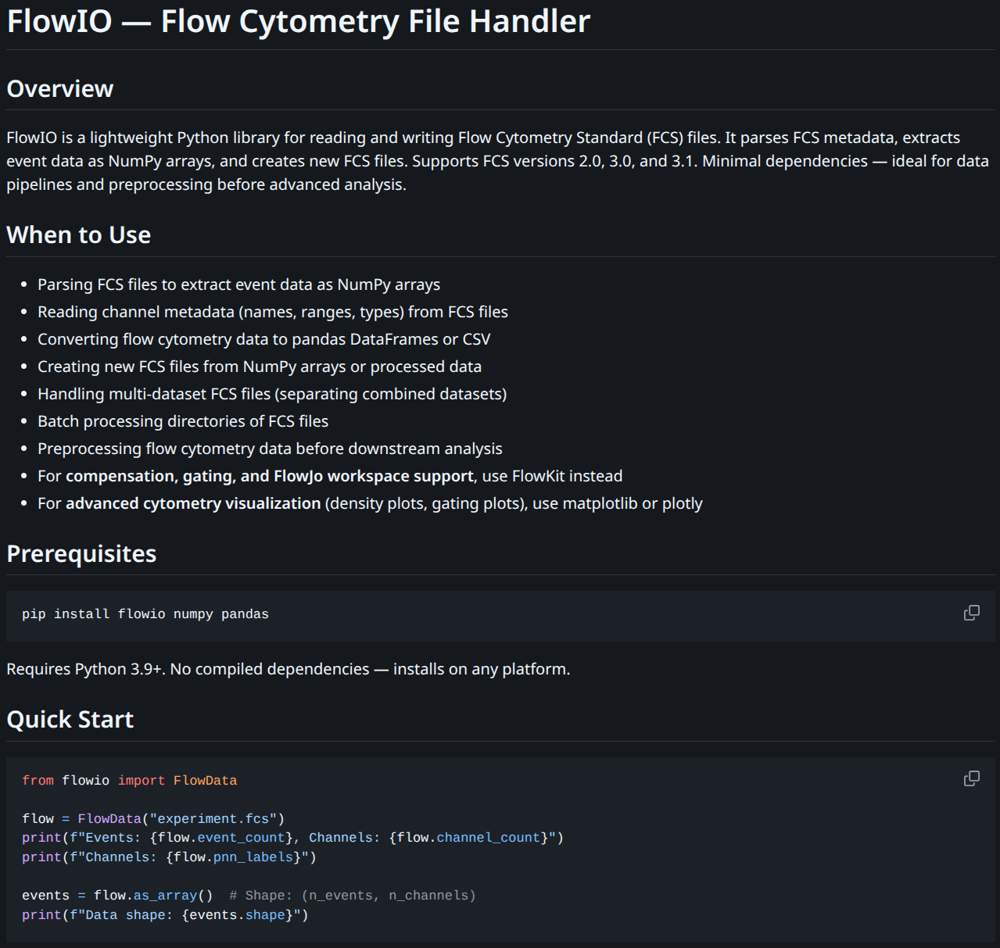 FlowIO — Flow Cytometry File Handler
Overview
FlowIO is a lightweight Python library for reading and writing Flow Cytometry Standard (FCS) files. It parses FCS metadata, extracts
event data as NumPy arrays, and creates new FCS files. Supports FCS versions 2.0, 3.0, and 3.1. Minimal dependencies — ideal for data
pipelines and preprocessing before advanced analysis.
When to Use
• Parsing FCS files to extract event data as NumPy arrays
• Reading channel metadata (names, ranges, types) from FCS files
• Converting flow cytometry data to pandas DataFrames or CSV
• Creating new FCS files from NumPy arrays or processed data
• Handling multi-dataset FCS files (separating combined datasets)
• Batch processing directories of FCS files
• Preprocessing flow cytometry data before downstream analysis
• For compensation, gating, and FlowJo workspace support, use FlowKit instead
• For advanced cytometry visualization (density plots, gating plots), use matplotlib or plotly
Prerequisites
pip install flowio numpy pandas
Requires Python 3.9+. No compiled dependencies — installs on any platform.
Quick Start
from flowio import FlowData
flow = FlowData("experiment.fcs")
print(f"Events: {flow.event_count}, Channels: {flow.channel_count}")
print(f"Channels: {flow.pnn_labels}")
events = flow.as_array()  # Shape: (n_events, n_channels)
print(f"Data shape: {events.shape}")